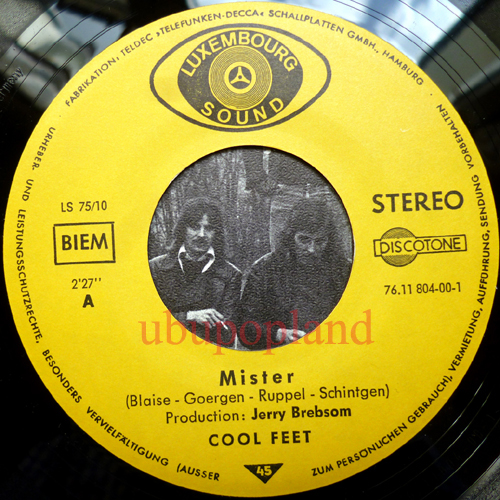 FABRIKATION: TELDEC »TELEFUNKEN-DECCA« SCHALLPLATTEN GMBH., HAMBURG
LUXEMBOURG
SOUND
LS 75/10
STEREO
BIEM
DISCOTONE
2'27''
76.11 804-00-1
A
ubupopland
Mister
(Blaise - Goergen - Ruppel - Schintgen)
Production: Jerry Brebsom
COOL FEET
45
URHEBER- UND LEISTUNGSSCHUTZRECHTE, BESONDERS VERVIELFÄLTIGUNG (AUSSER ZUM PERSÖNLICHEN GEBRAUCH), VERMIETUNG, AUFFÜHRUNG, SENDUNG VORBEHALTEN